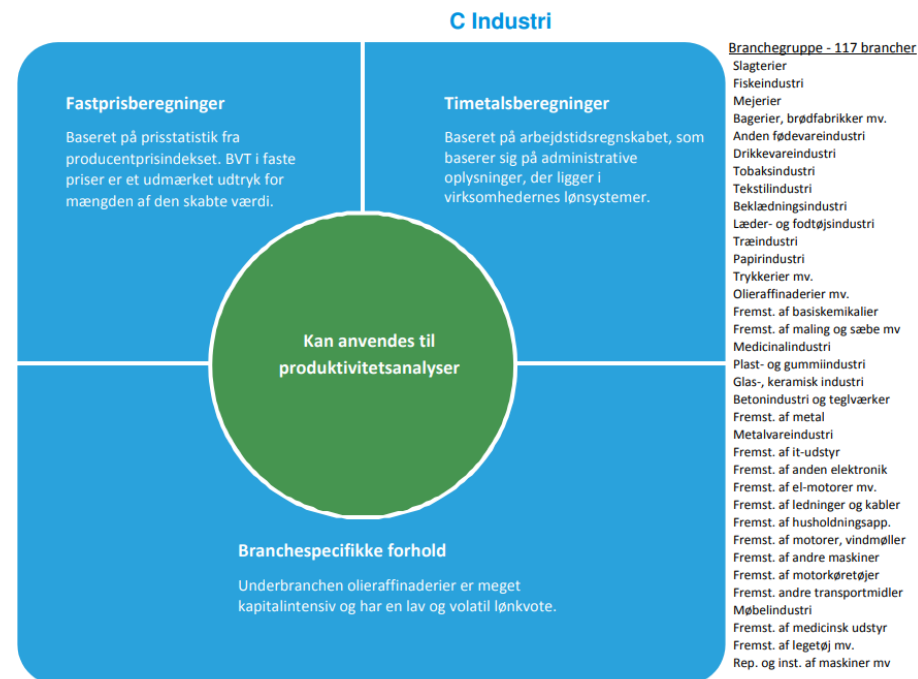 C Industri
Fastprisberegninger
Baseret på prisstatistik fra
producentprisindekset. BVT i faste
priser er et udmærket udtryk for
mængden af den skabte værdi.
Timetalsberegninger
Baseret på arbejdstidsregnskabet, som
baserer sig på administrative
oplysninger, der ligger i
virksomhedernes lønsystemer.
Kan anvendes til
produktivitetsanalyser
Branchespecifikke forhold
Underbranchen olieraffinaderier er meget
kapitalintensiv og har en lav og volatil lønkvote.
Branchegruppe - 117 brancher
Slagterier
Fiskeindustri
Mejerier
Bagerier, brødfabrikker mv.
Anden fødevareindustri
Drikkevareindustri
Tobaksindustri
Tekstilindustri
Beklædningsindustri
Læder- og fodtøjsindustri
Træindustri
Papirindustri
Trykkerier mv.
Olieraffinaderier mv.
Fremst. af basiskemikalier
Fremst. af maling og sæbe mv
Medicinalindustri
Plast- og gummiindustri
Glas-, keramisk industri
Betonindustri og teglværker
Fremst. af metal
Metalvareindustri
Fremst. af it-udstyr
Fremst. af anden elektronik
Fremst. af el-motorer mv.
Fremst. af ledninger og kabler
Fremst. af husholdningsapp.
Fremst. af motorer, vindmøller
Fremst. af andre maskiner
Fremst. af motorkøretøjer
Fremst. andre transportmidler
Møbelindustri
Fremst. af medicinsk udstyr
Fremst. af legetøj mv.
Rep. og inst. af maskiner mv